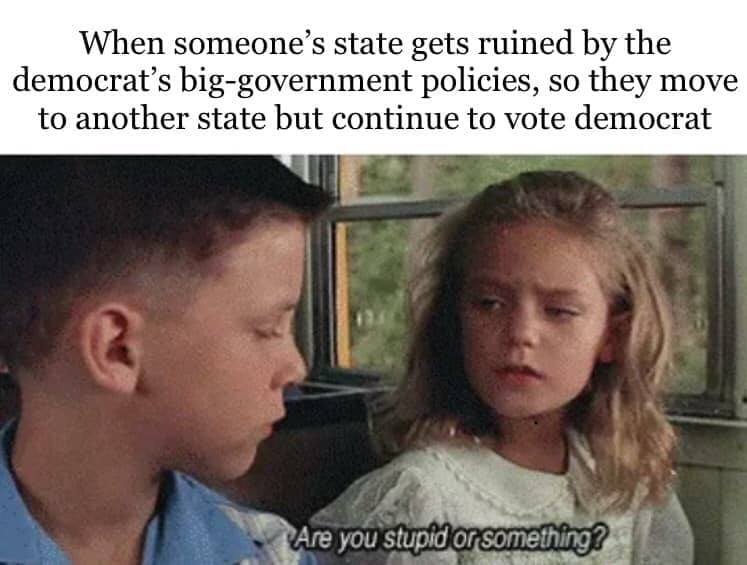 When someone’s state gets ruined by the
democrat’s big-government policies, so they move
to another state but continue to vote democrat
Are you stupid or something?